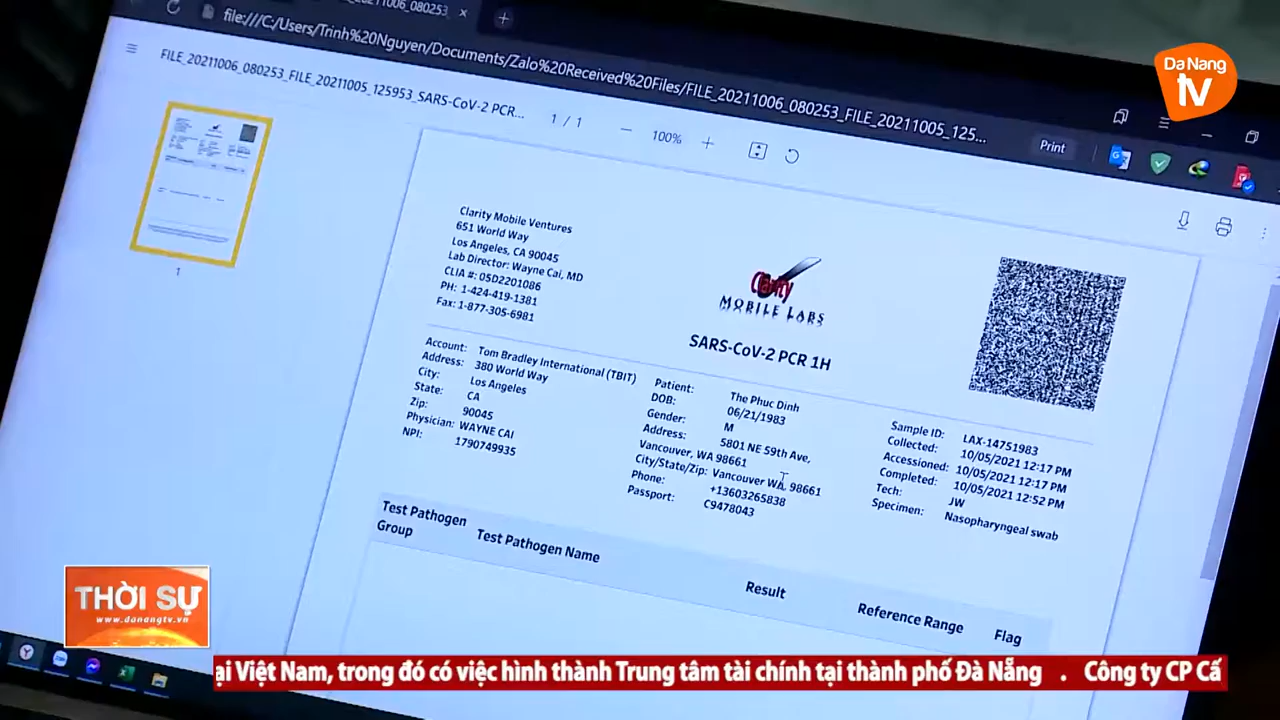 20211006_080253
file:///C:/Users/Trinh%20Nguyen/Documents/Zalo%20Received%20Files/FILE_20211006_080253_FILE_20211005_125...
FILE_20211006_080253_FILE_20211005_125953_SARS-CoV-2 PCR...
1 / 1
100%
Print
Da Nang
tv
Clarity Mobile Ventures
651 World Way
Los Angeles, CA 90045
Lab Director: Wayne Cai, MD
CLIA #: 05D2201086
PH: 1-424-419-1381
Fax: 1-877-305-6981
Clarity
MOBILE LABS
SARS-CoV-2 PCR 1H
Account: Tom Bradley International (TBIT)
Address: 380 World Way
City: Los Angeles
State: CA
Zip: 90045
Physician: WAYNE CAI
NPI: 1790749935
Patient: The Phuc Dinh
DOB: 06/21/1983
Gender: M
Address: 5801 NE 59th Ave,
Vancouver, WA 98661
City/State/Zip: Vancouver WA, 98661
Phone: +13603265838
Passport: C9478043
Sample ID: LAX-14751983
Collected: 10/05/2021 12:17 PM
Accessioned: 10/05/2021 12:17 PM
Completed: 10/05/2021 12:52 PM
Tech: JW
Specimen: Nasopharyngeal swab
Test Pathogen Group
Test Pathogen Name
Result
Reference Range
Flag
1
THỜI SỰ
www.danangtv.vn
ại Việt Nam, trong đó có việc hình thành Trung tâm tài chính tại thành phố Đà Nẵng . Công ty CP Cấ